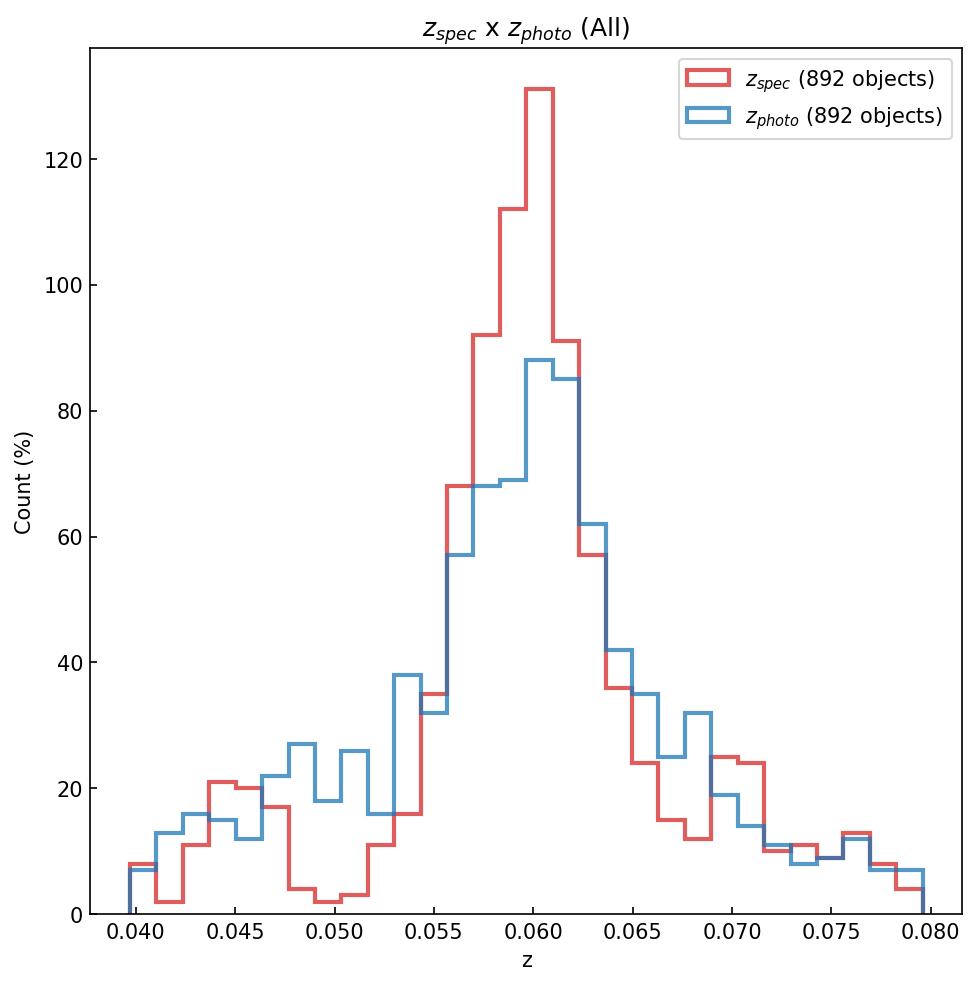 z_spec x z_photo (All)
z_spec (892 objects)
z_photo (892 objects)
Count (%)
120
100
80
60
40
20
0
0.040 0.045 0.050 0.055 0.060 0.065 0.070 0.075 0.080
z